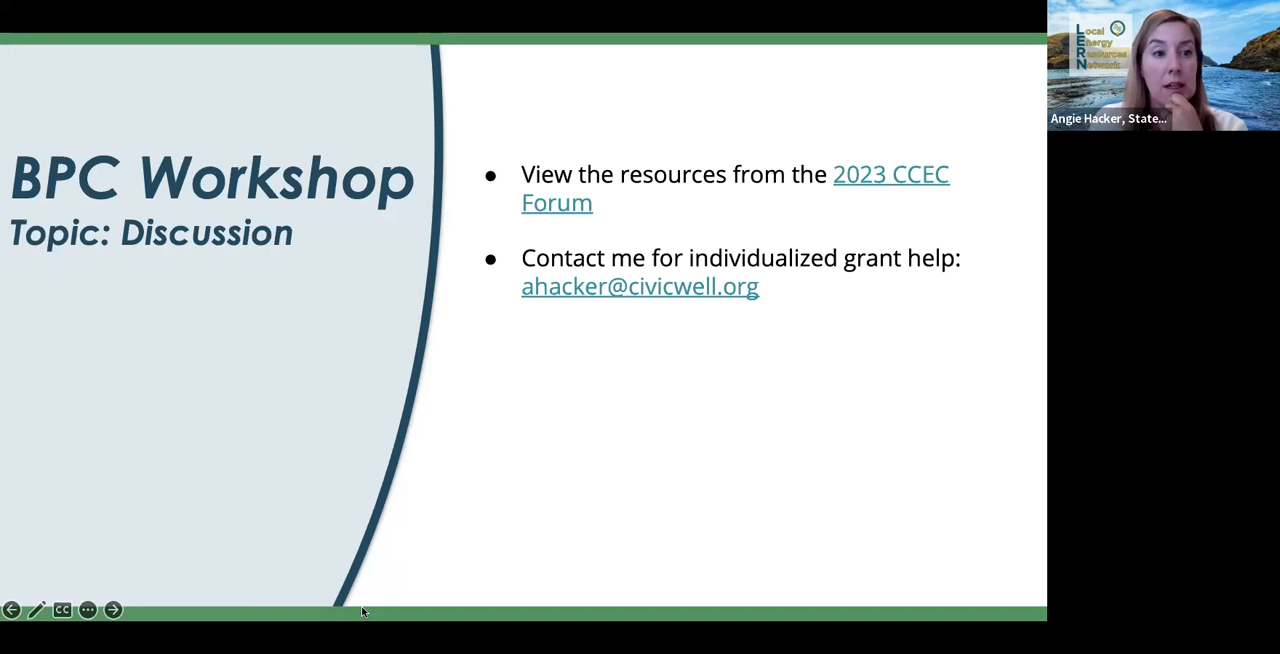 BPC Workshop
Topic: Discussion
● View the resources from the 2023 CCEC
Forum
● Contact me for individualized grant help:
ahacker@civicwell.org
Local
Energy
Resources
Network
Angie Hacker, State...
CC